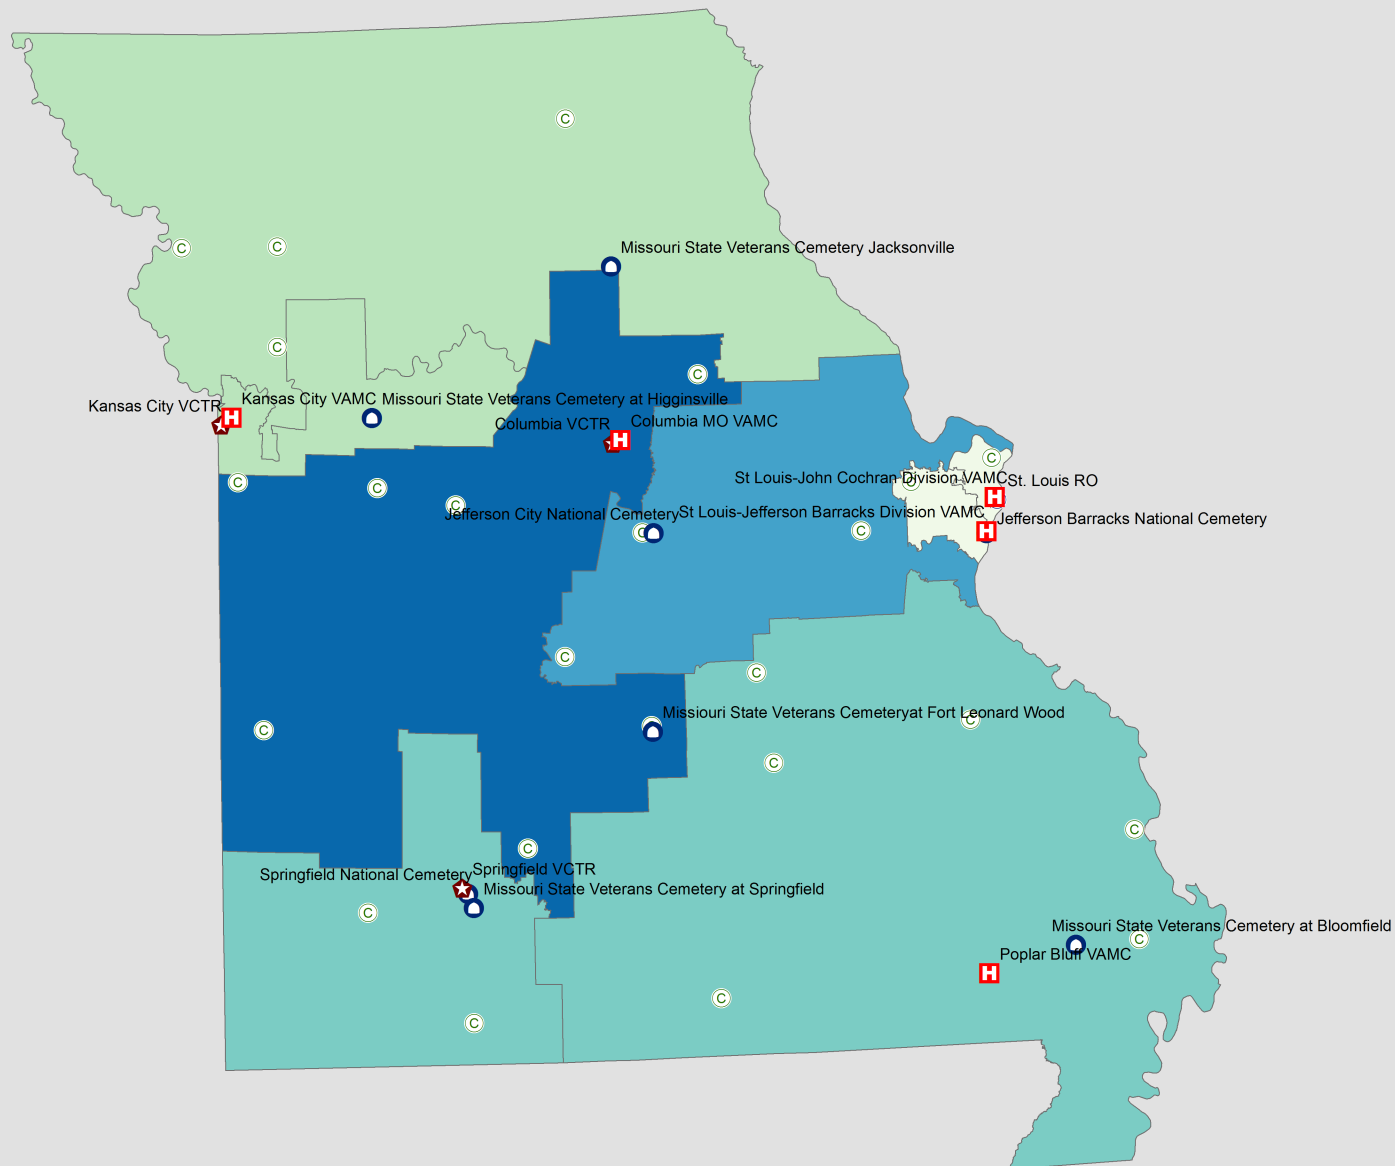 C
Missouri State Veterans Cemetery Jacksonville
C
C
C
C
Kansas City VAMC
Missouri State Veterans Cemetery at Higginsville
Kansas City VCTR
H
Columbia VCTR
Columbia MO VAMC
H
C
St Louis-John Cochran Division VAMC
St. Louis RO
C
C
C
C
H
Jefferson City National Cemetery
St Louis-Jefferson Barracks Division VAMC
Jefferson Barracks National Cemetery
C
C
H
C
C
Missiouri State Veterans Cemeteryat Fort Leonard Wood
C
C
C
C
C
Springfield National Cemetery
Springfield VCTR
Missouri State Veterans Cemetery at Springfield
C
Missouri State Veterans Cemetery at Bloomfield
C
Poplar Bluff VAMC
H
C
C